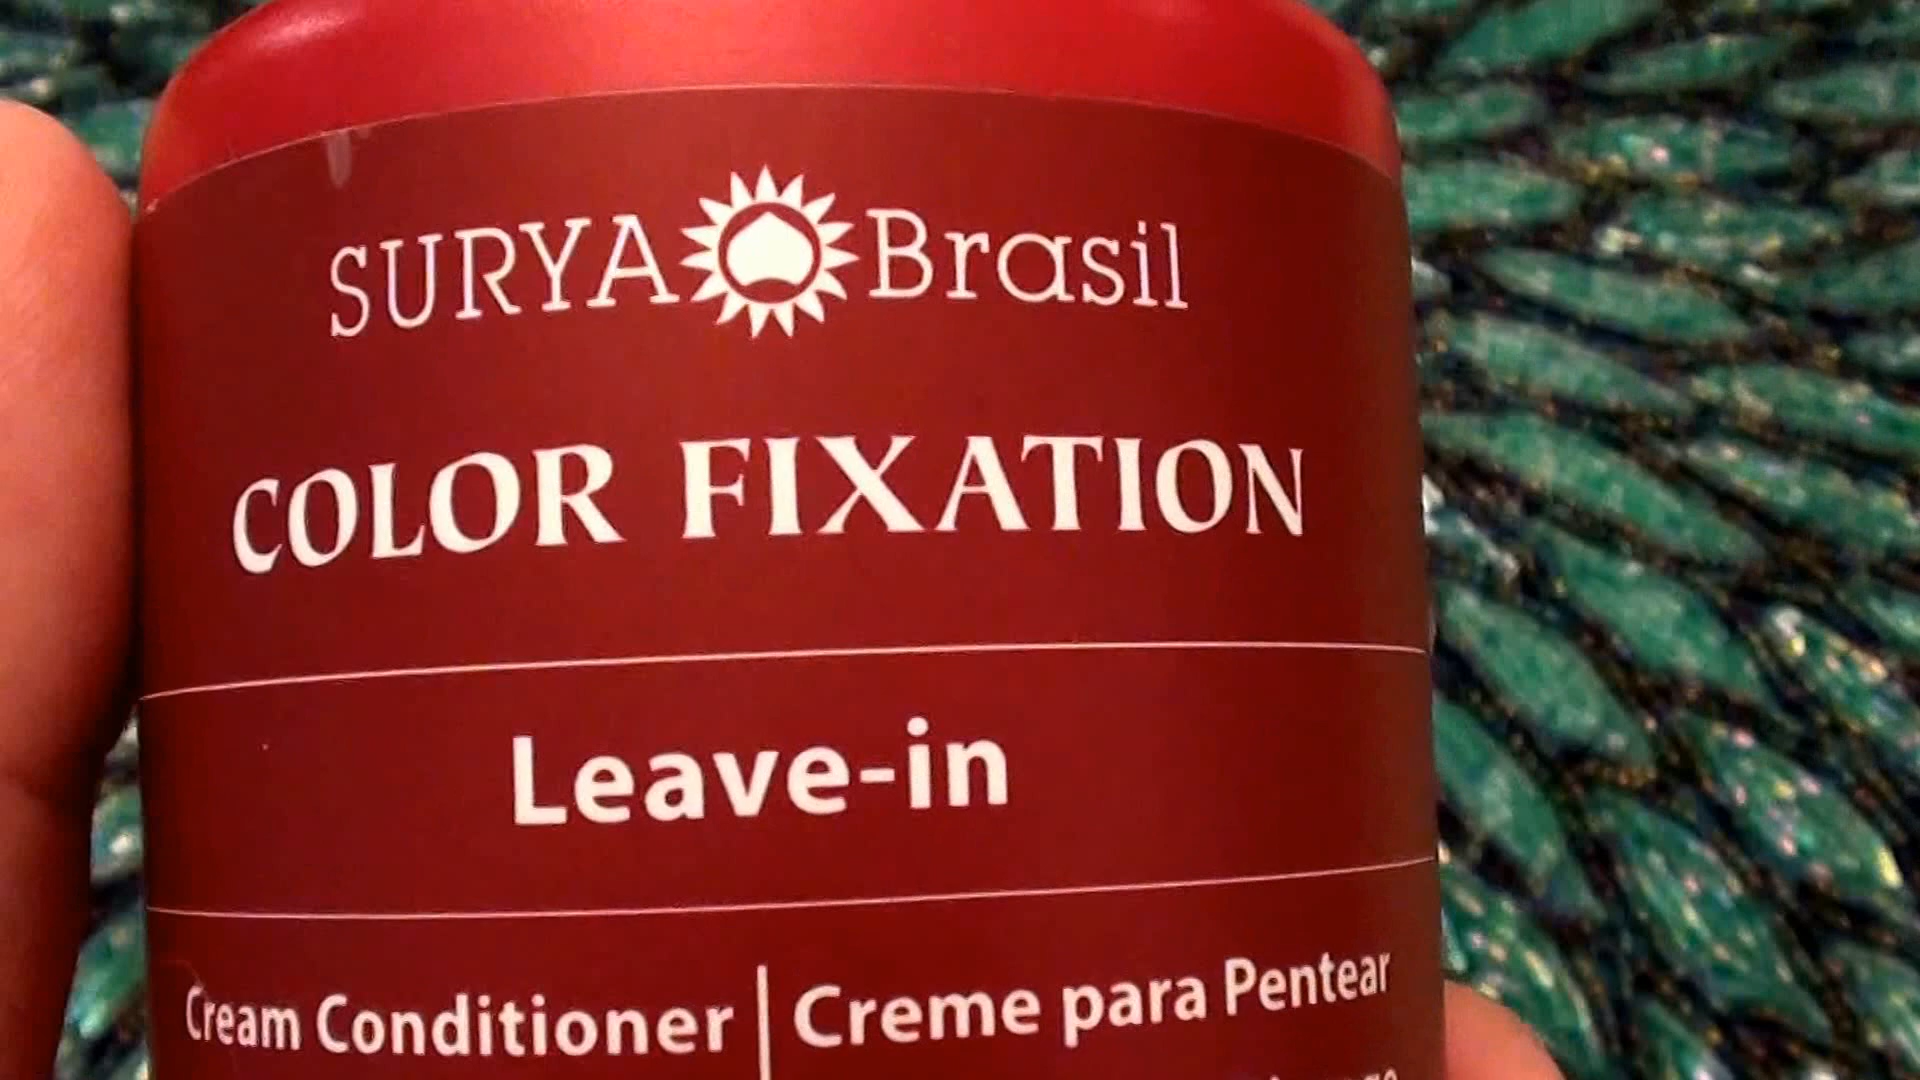 SURYA Brasil
COLOR FIXATION
Leave-in
Cream Conditioner | Creme para Pentear